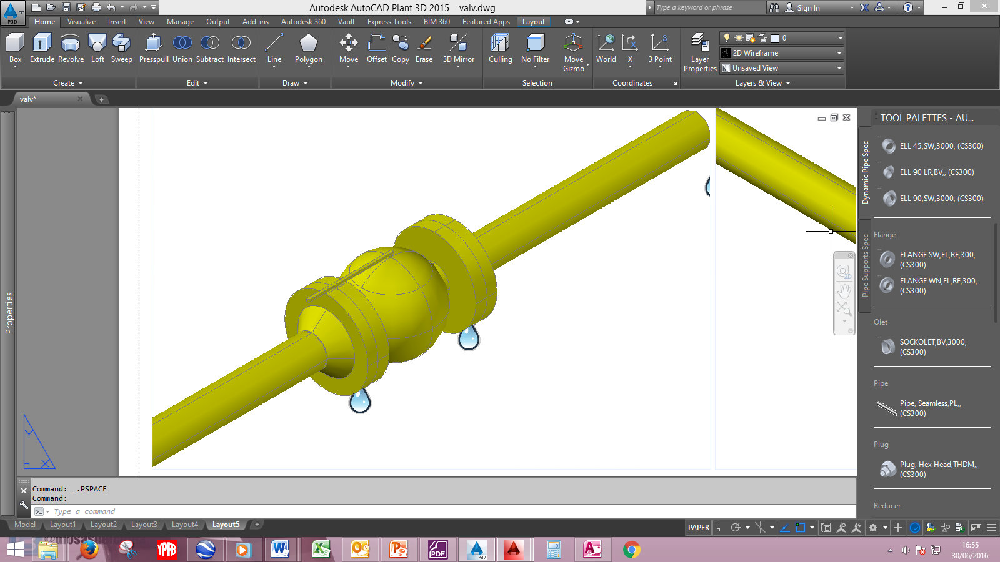 Autodesk AutoCAD Plant 3D 2015 valv.dwg
Type a keyword or phrase
Sign In
P3D
Home Visualize Insert View Manage Output Add-ins Autodesk 360 Vault Express Tools BIM 360 Featured Apps Layout
Box Extrude Revolve Loft Sweep
Presspull Union Subtract Intersect
Line Polygon
Move Offset Copy Erase 3D Mirror
Culling No Filter Move Gizmo
World X 3 Point
Layer Properties
0
2D Wireframe
Unsaved View
Create Edit Draw Modify Selection Coordinates Layers & View
valv*
Properties
TOOL PALETTES - AU...
Dynamic Pipe Spec
Pipe Supports Spec
ELL 45,SW,3000, (CS300)
ELL 90 LR,BV,, (CS300)
ELL 90,SW,3000, (CS300)
Flange
FLANGE SW,FL,RF,300,
(CS300)
FLANGE WN,FL,RF,300,
(CS300)
Olet
SOCKOLET,BV,3000,
(CS300)
Pipe
Pipe, Seamless,PL,,
(CS300)
Plug
Plug, Hex Head,THDM,,
(CS300)
Reducer
2D
Y
X
Command: _.PSPACE
Command:
Type a command
Model Layout1 Layout2 Layout3 Layout4 Layout5
PAPER
YPFB
PDF
P3D
16:55
30/06/2016